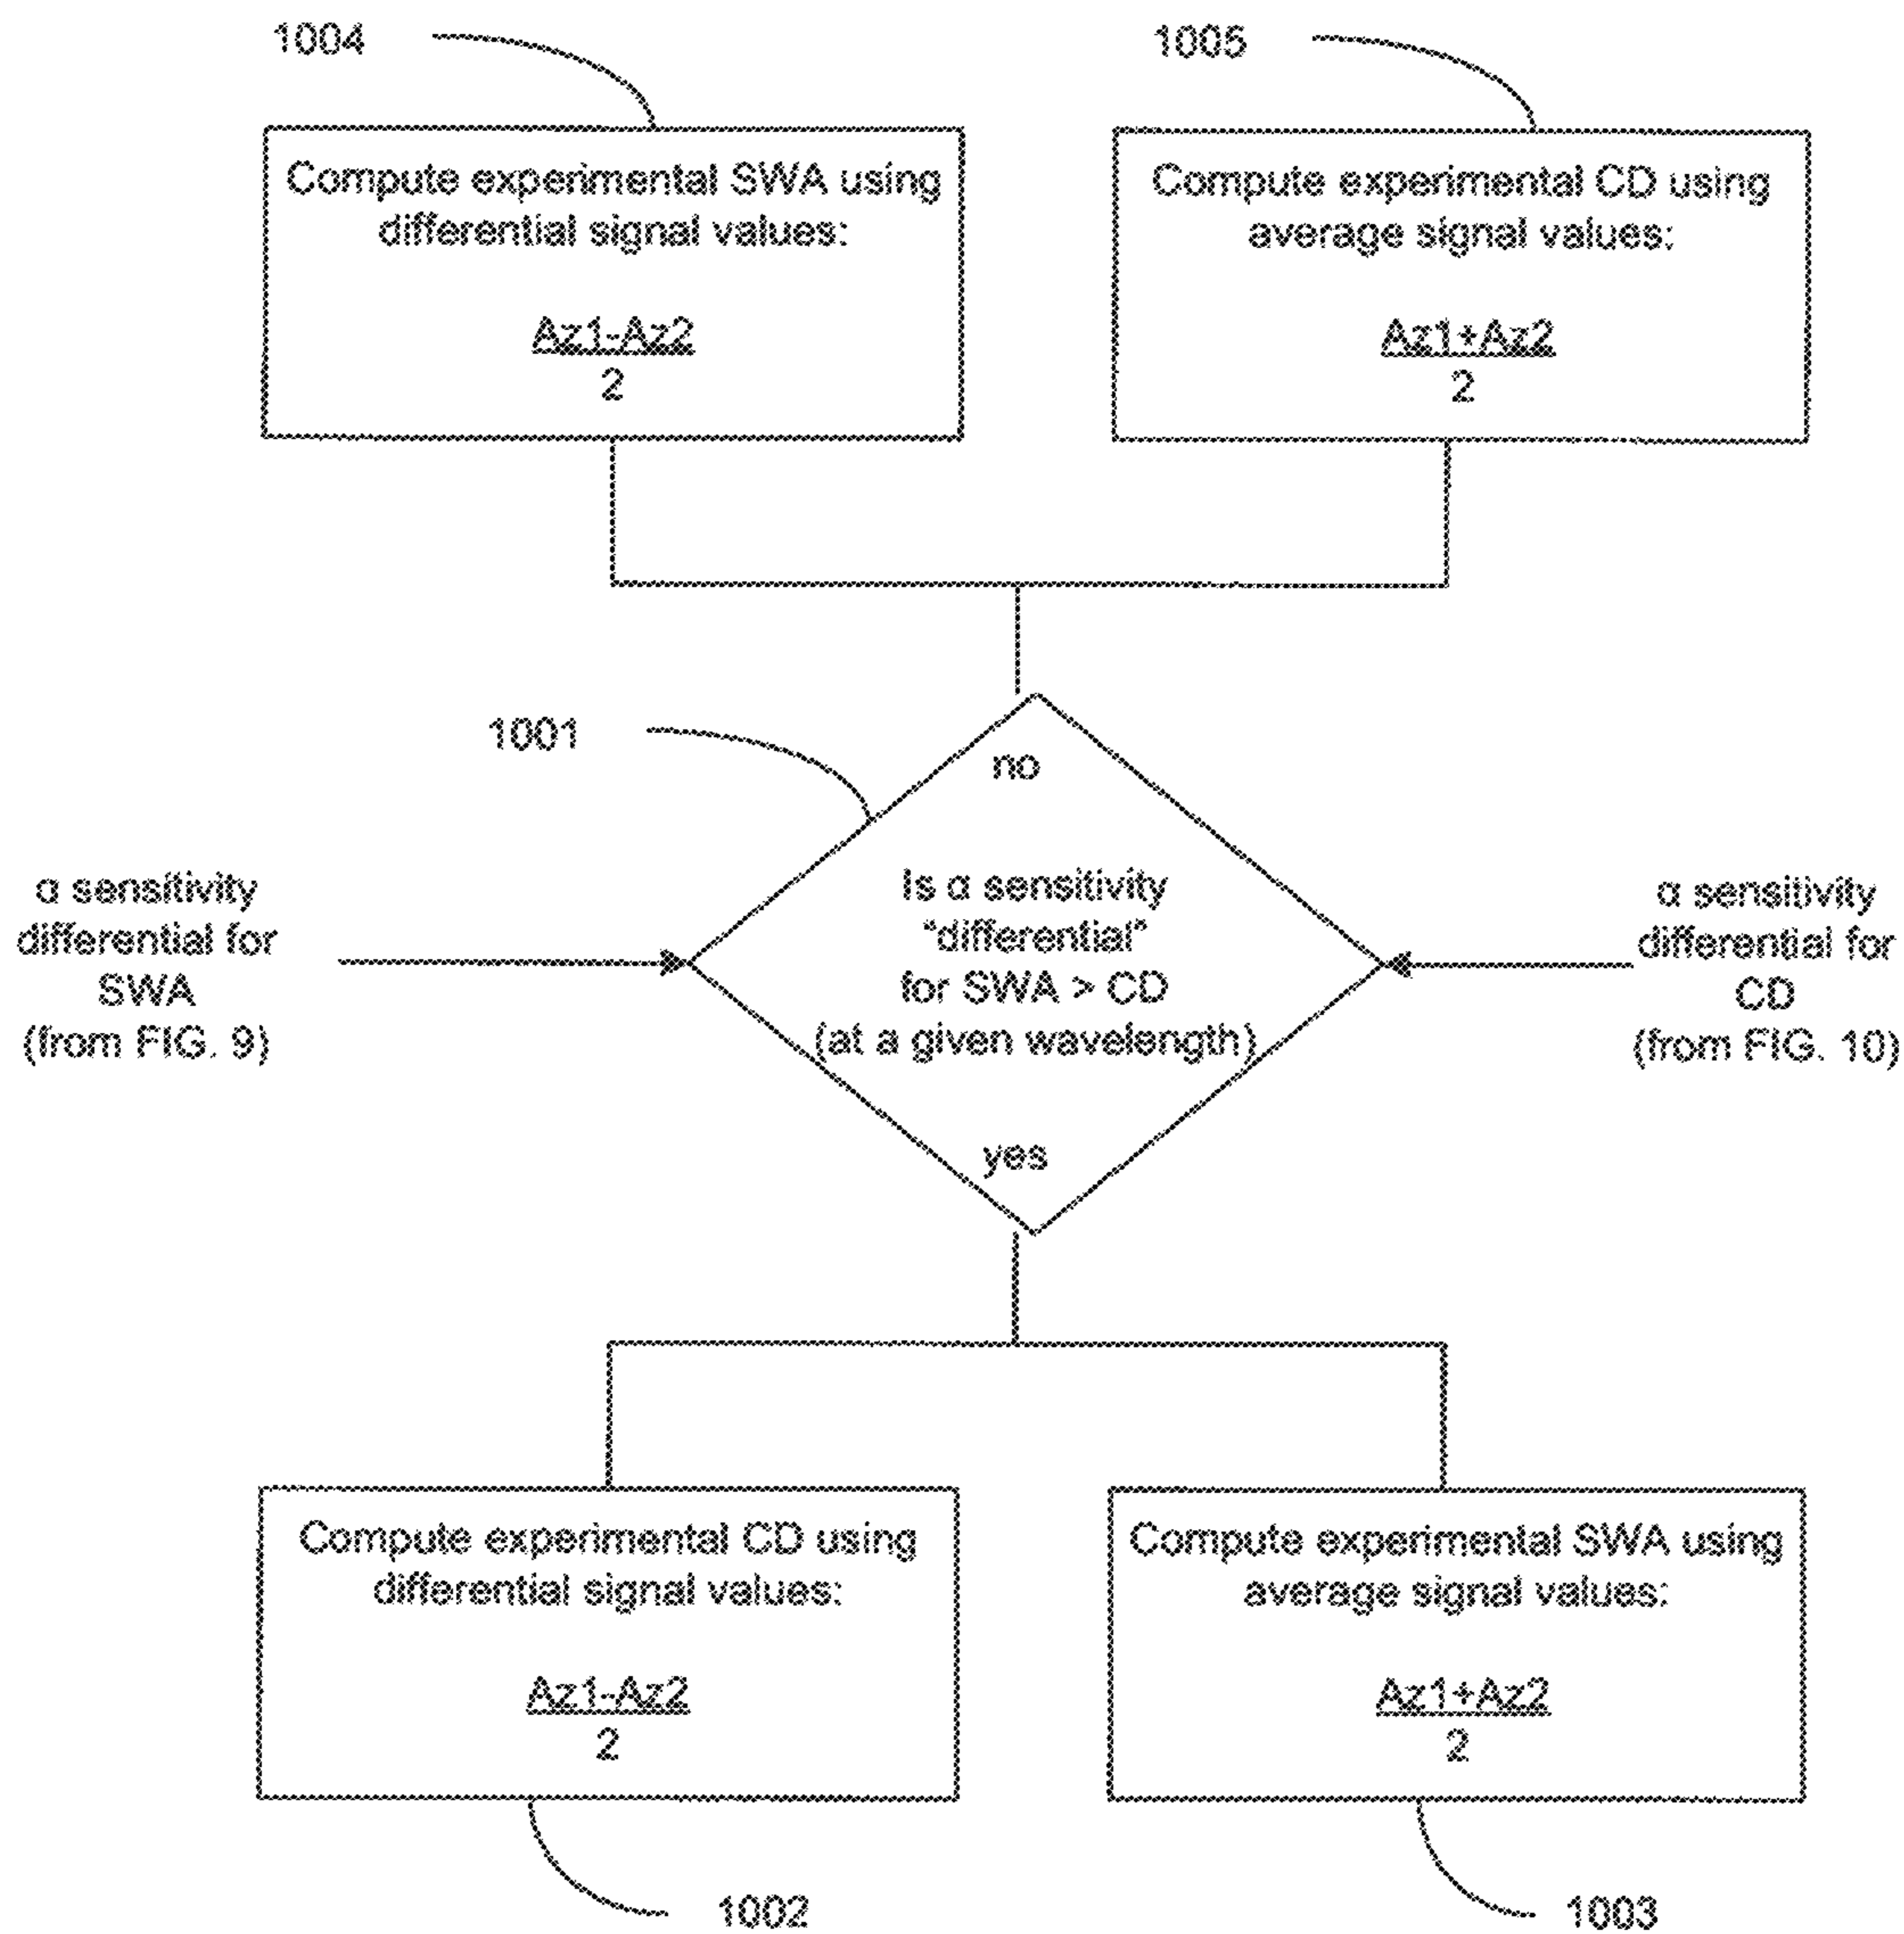 1004
1005
Compute experimental SWA using
differential signal values:
Az1-Az2
2
Compute experimental CD using
average signal values:
Az1+Az2
2
1001
no
α sensitivity
differential for
SWA
(from FIG. 9)
Is α sensitivity
"differential"
for SWA > CD
(at a given wavelength)
α sensitivity
differential for
CD
(from FIG. 10)
yes
Compute experimental CD using
differential signal values:
Az1-Az2
2
Compute experimental SWA using
average signal values:
Az1+Az2
2
1002
1003